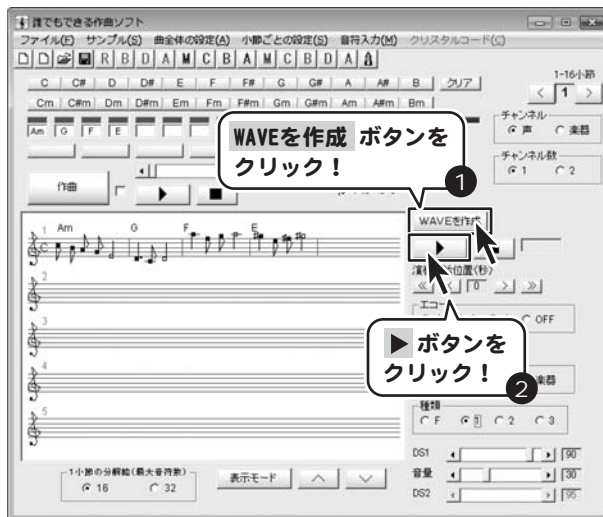 誰でもできる作曲ソフト
ファイル(F) サンプル(S) 曲全体の設定(A) 小節ごとの設定(S) 音符入力(M) クリスタルコード(C)
R B D A M C B A M C B D A
C C# D D# E F F# G G# A A# B クリア
1-16小節
Cm C#m Dm D#m Em Fm F#m Gm G#m Am A#m Bm
< 1 >
Am G F E
チャンネル
声 楽器
チャンネル数
1 2
WAVEを作成 ボタンを
クリック！
1
作曲
WAVEを作成
1 Am G F E
位置(秒)
≪ < 0 > ≫
2
エコー
OFF
3
▶ ボタンを
クリック！
2
楽器
4
種類
F 1 2 3
5
DS1 90
音量 30
DS2
1小節の分解能(最大音符数)
16 32
表示モード